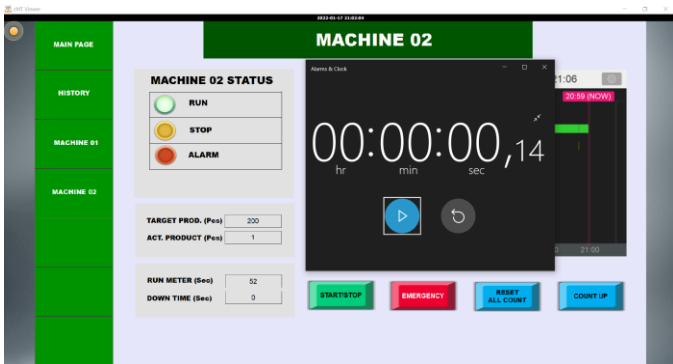 cMT Viewer
2022-01-17 21:02:04
MAIN PAGE
HISTORY
MACHINE 01
MACHINE 02
MACHINE 02
MACHINE 02 STATUS
RUN
STOP
ALARM
TARGET PROD. (Pcs) 200
ACT. PRODUCT (Pcs) 1
RUN METER (Sec) 52
DOWN TIME (Sec) 0
Alarms & Clock
00:00:00,14
hr min sec
1:06
20:59 (NOW)
21:00
START/STOP
EMERGENCY
RESET
ALL COUNT
COUNT UP